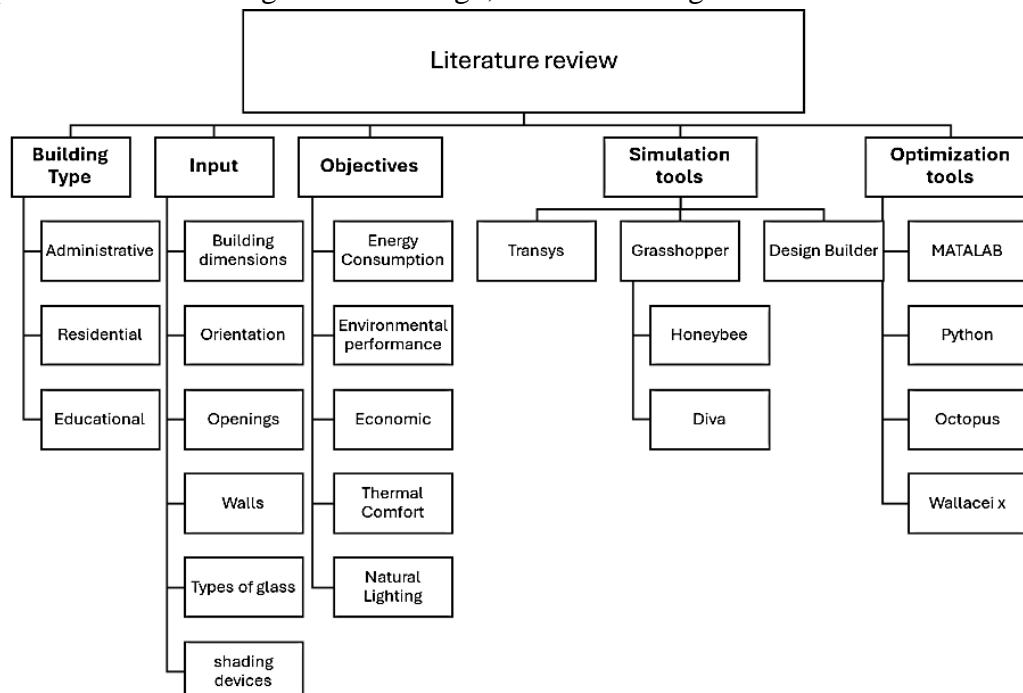 Literature review
Building
Type
Input
Objectives
Simulation
tools
Optimization
tools
Administrative
Residential
Educational
Building
dimensions
Orientation
Openings
Walls
Types of glass
shading
devices
Energy
Consumption
Environmental
performance
Economic
Thermal
Comfort
Natural
Lighting
Transys
Grasshopper
Honeybee
Diva
Design Builder
MATALAB
Python
Octopus
Wallacei x